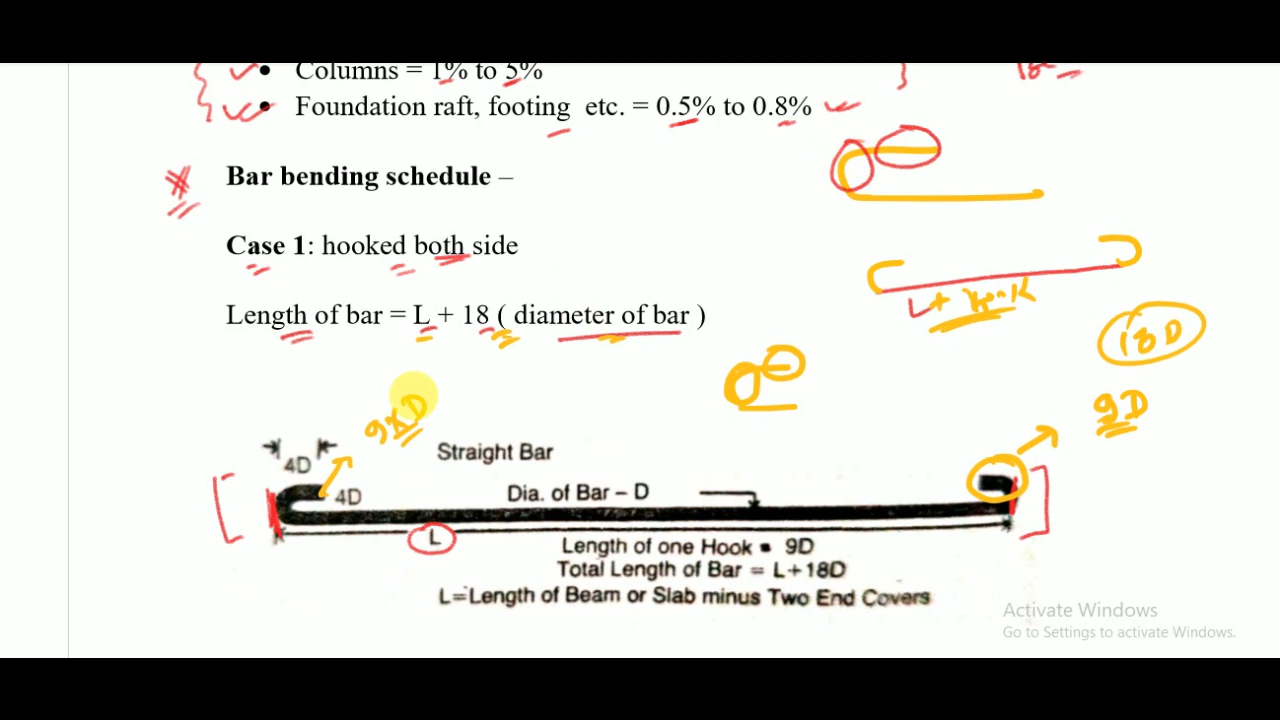 Columns = 1% to 5%
Foundation raft, footing etc. = 0.5% to 0.8%
Bar bending schedule –
Case 1: hooked both side
L + Hook
Length of bar = L + 18 ( diameter of bar )
18 D
9D
9xD
4D
Straight Bar
4D
Dia. of Bar – D
L
Length of one Hook = 9D
Total Length of Bar = L+18D
L=Length of Beam or Slab minus Two End Covers
Activate Windows
Go to Settings to activate Windows.